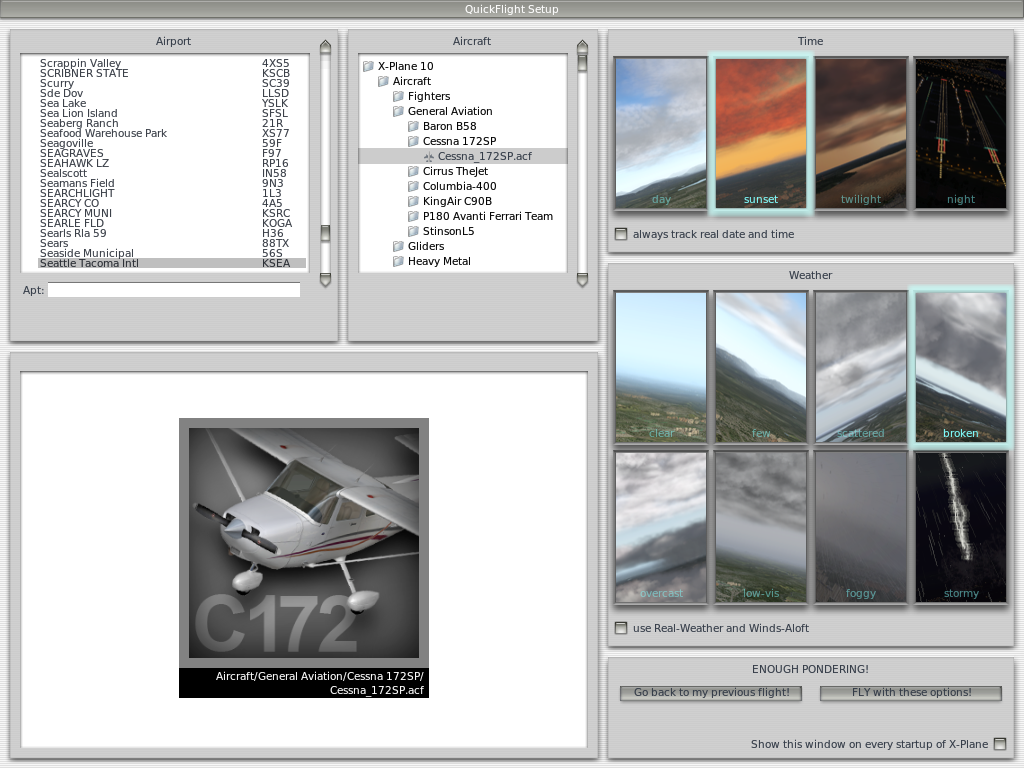 QuickFlight Setup
Airport
Scrappin Valley 4XS5
SCRIBNER STATE KSCB
Scurry SC39
Sde Dov LLSD
Sea Lake YSLK
Sea Lion Island SFSL
Seaberg Ranch 21R
Seafood Warehouse Park XS77
Seagoville 59F
SEAGRAVES F97
SEAHAWK LZ RP16
Sealscott IN58
Seamans Field 9N3
SEARCHLIGHT 1L3
SEARCY CO 4A5
SEARCY MUNI KSRC
SEARLE FLD KOGA
Searls Rla 59 H36
Sears 88TX
Seaside Municipal 56S
Seattle Tacoma Intl KSEA
Apt:
Aircraft
X-Plane 10
Aircraft
Fighters
General Aviation
Baron B58
Cessna 172SP
Cessna_172SP.acf
Cirrus TheJet
Columbia-400
KingAir C90B
P180 Avanti Ferrari Team
StinsonL5
Gliders
Heavy Metal
Time
day sunset twilight night
always track real date and time
Weather
clear few scattered broken
overcast low-vis foggy stormy
use Real-Weather and Winds-Aloft
C172
Aircraft/General Aviation/Cessna 172SP/
Cessna_172SP.acf
ENOUGH PONDERING!
Go back to my previous flight! FLY with these options!
Show this window on every startup of X-Plane